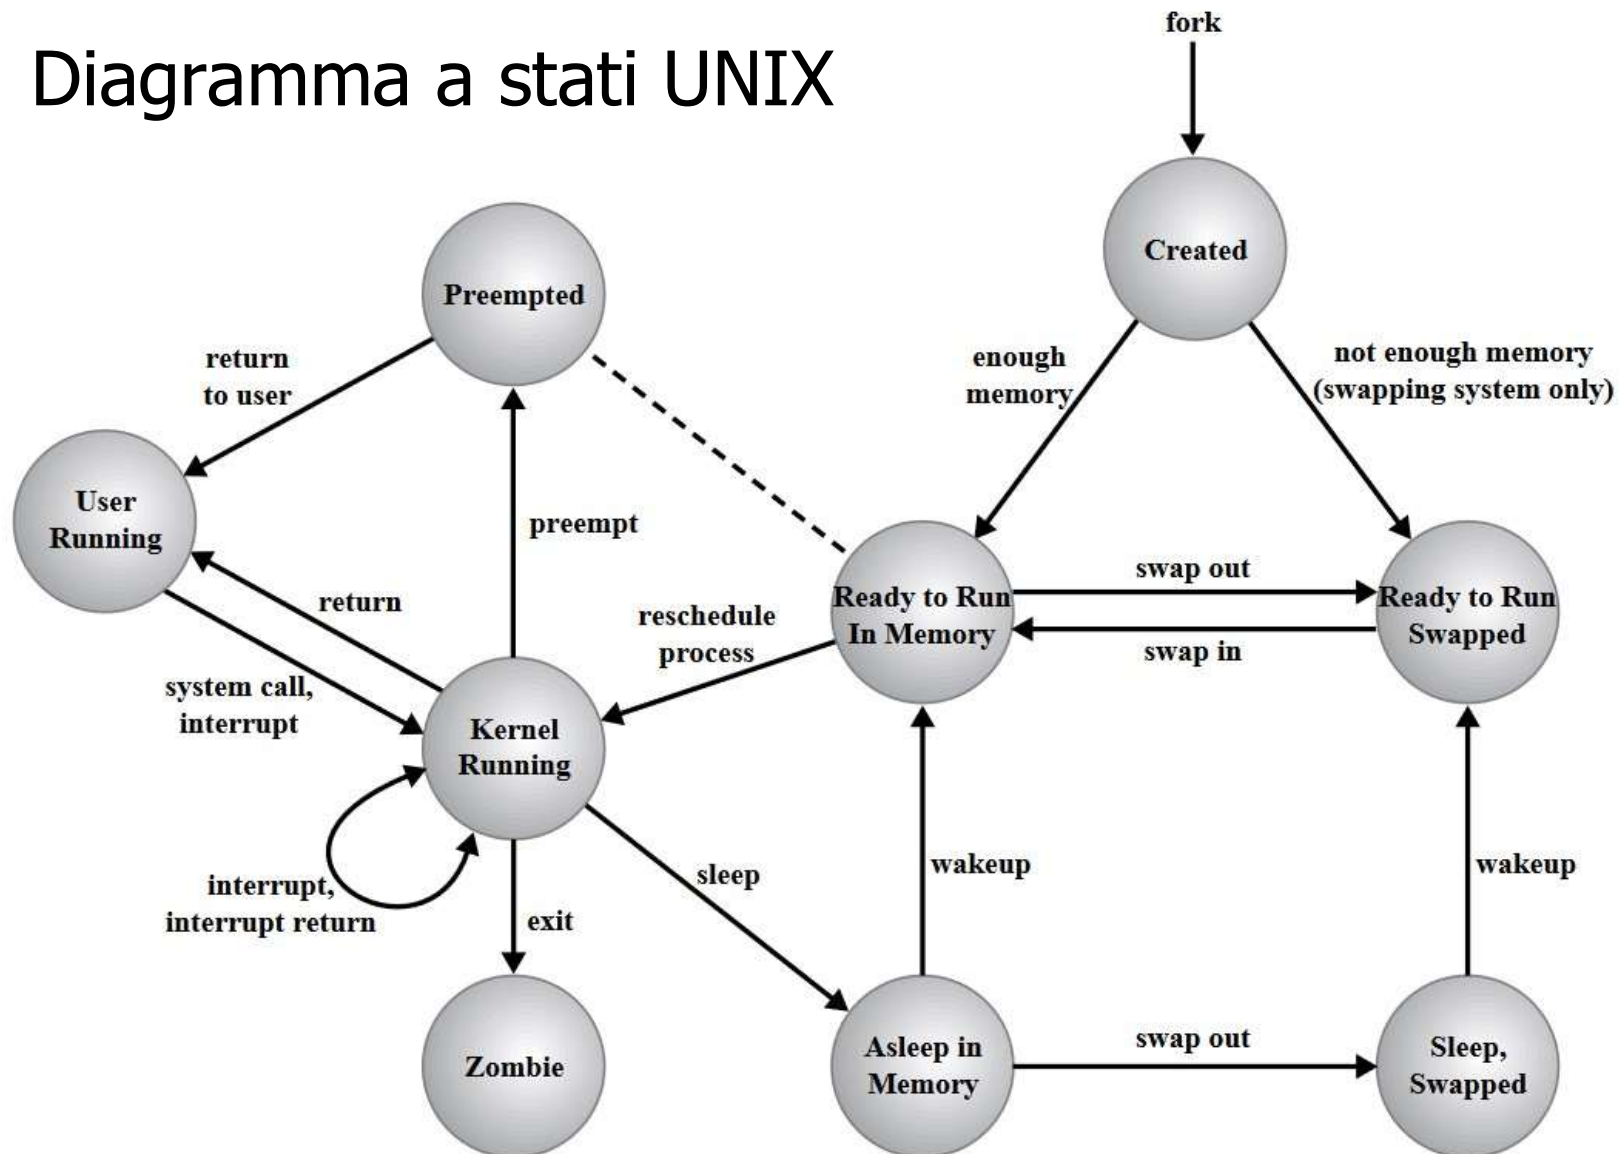 Diagramma a stati UNIX
fork
Created
Preempted
return
to user
enough
memory
not enough memory
(swapping system only)
User
Running
preempt
return
reschedule
process
Ready to Run
In Memory
swap out
swap in
Ready to Run
Swapped
system call,
interrupt
Kernel
Running
interrupt,
interrupt return
sleep
exit
wakeup
wakeup
Zombie
Asleep in
Memory
swap out
Sleep,
Swapped